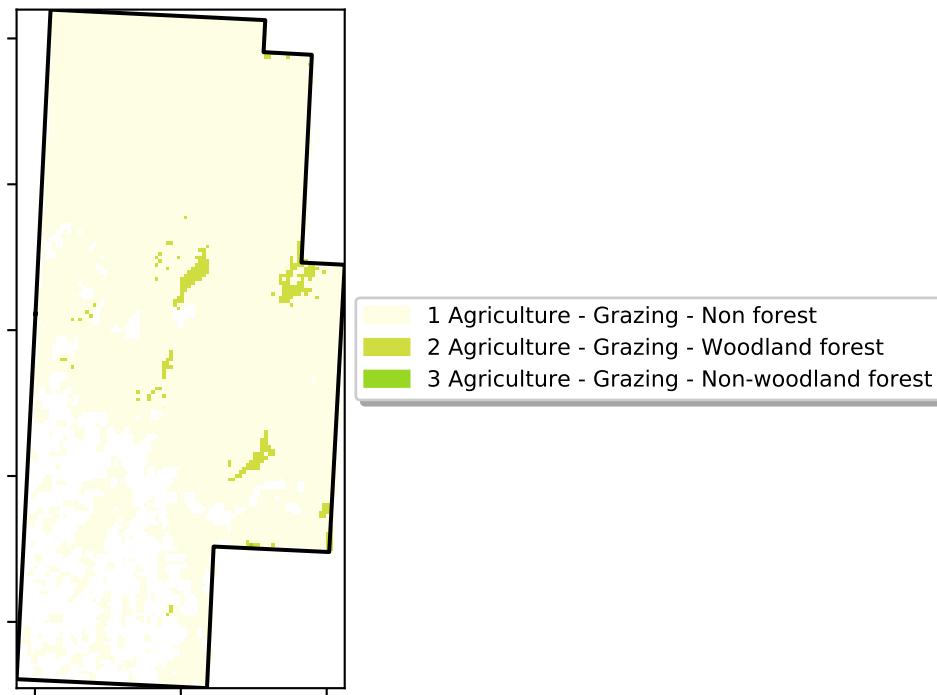 1 Agriculture - Grazing - Non forest
2 Agriculture - Grazing - Woodland forest
3 Agriculture - Grazing - Non-woodland forest